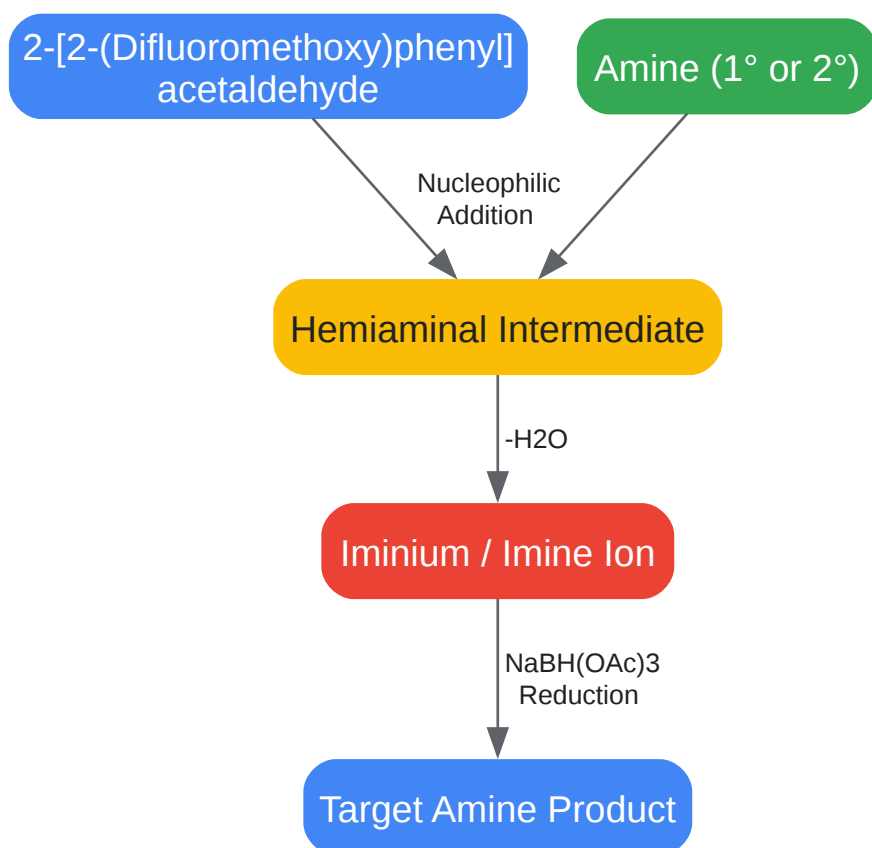 2-[2-(Difluoromethoxy)phenyl]
acetaldehyde
Amine (1° or 2°)
Nucleophilic
Addition
Hemiaminal Intermediate
-H2O
Iminium / Imine Ion
NaBH(OAc)3
Reduction
Target Amine Product